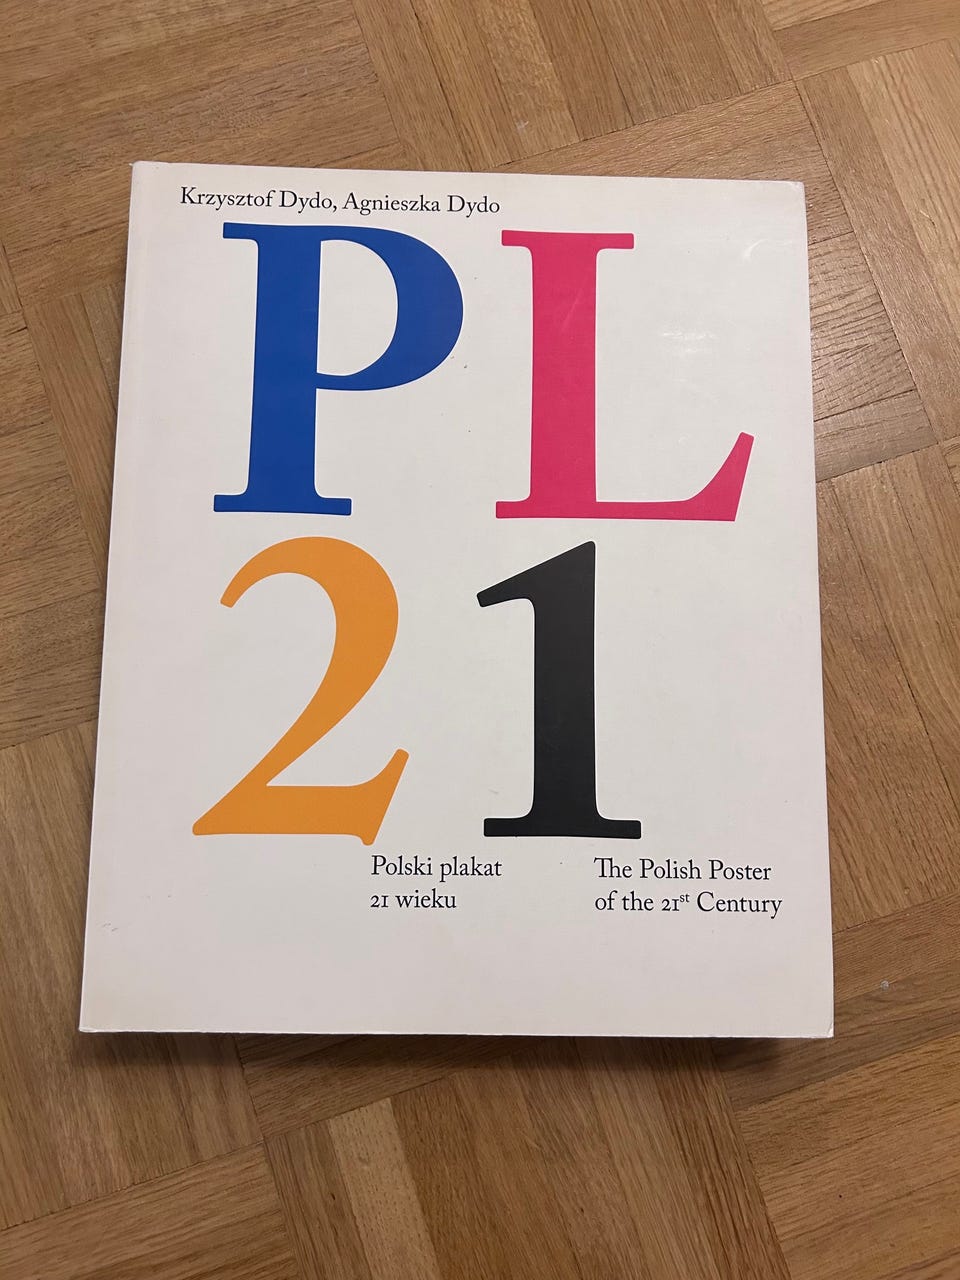 Krzysztof Dydo, Agnieszka Dydo
PL
21
Polski plakat
21 wieku
The Polish Poster
of the 21st Century